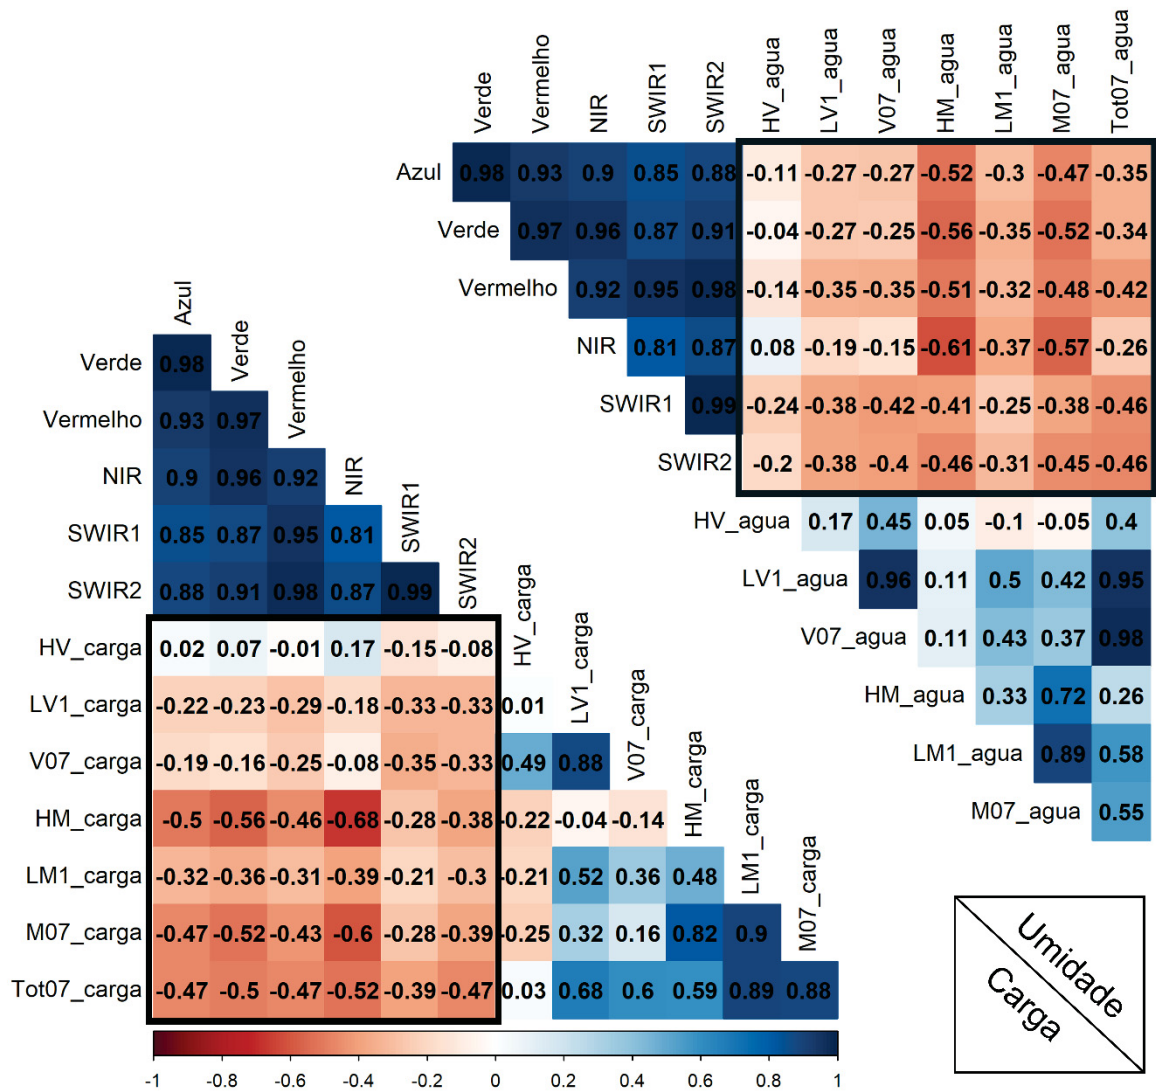 Verde Vermelho NIR SWIR1 SWIR2 HV_agua LV1_agua V07_agua HM_agua LM1_agua M07_agua Tot07_agua
Azul 0.98 0.93 0.9 0.85 0.88 -0.11 -0.27 -0.27 -0.52 -0.3 -0.47 -0.35
Verde 0.97 0.96 0.87 0.91 -0.04 -0.27 -0.25 -0.56 -0.35 -0.52 -0.34
Vermelho 0.92 0.95 0.98 -0.14 -0.35 -0.35 -0.51 -0.32 -0.48 -0.42
NIR 0.81 0.87 0.08 -0.19 -0.15 -0.61 -0.37 -0.57 -0.26
SWIR1 0.99 -0.24 -0.38 -0.42 -0.41 -0.25 -0.38 -0.46
SWIR2 -0.2 -0.38 -0.4 -0.46 -0.31 -0.45 -0.46
HV_agua 0.17 0.45 0.05 -0.1 -0.05 0.4
LV1_agua 0.96 0.11 0.5 0.42 0.95
V07_agua 0.11 0.43 0.37 0.98
HM_agua 0.33 0.72 0.26
LM1_agua 0.89 0.58
M07_agua 0.55
Azul Verde Vermelho NIR SWIR1 SWIR2 HV_carga LV1_carga V07_carga HM_carga LM1_carga M07_carga
Verde 0.98
Vermelho 0.93 0.97
NIR 0.9 0.96 0.92
SWIR1 0.85 0.87 0.95 0.81
SWIR2 0.88 0.91 0.98 0.87 0.99
HV_carga 0.02 0.07 -0.01 0.17 -0.15 -0.08
LV1_carga -0.22 -0.23 -0.29 -0.18 -0.33 -0.33 0.01
V07_carga -0.19 -0.16 -0.25 -0.08 -0.35 -0.33 0.49 0.88
HM_carga -0.5 -0.56 -0.46 -0.68 -0.28 -0.38 -0.22 -0.04 -0.14
LM1_carga -0.32 -0.36 -0.31 -0.39 -0.21 -0.3 -0.21 0.52 0.36 0.48
M07_carga -0.47 -0.52 -0.43 -0.6 -0.28 -0.39 -0.25 0.32 0.16 0.82 0.9
Tot07_carga -0.47 -0.5 -0.47 -0.52 -0.39 -0.47 0.03 0.68 0.6 0.59 0.89 0.88
-1 -0.8 -0.6 -0.4 -0.2 0 0.2 0.4 0.6 0.8 1
Umidade
Carga